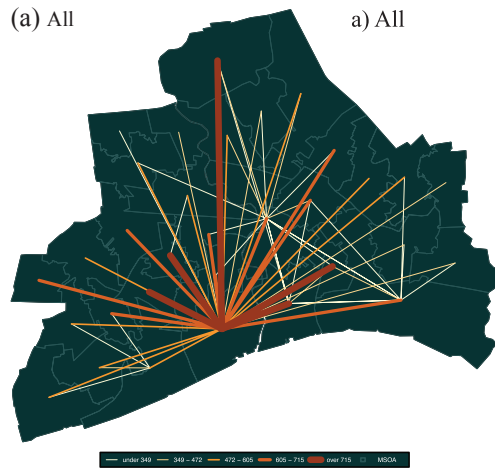 (a) All
a) All
under 349 349 – 472 472 – 605 605 – 715 over 715 MSOA